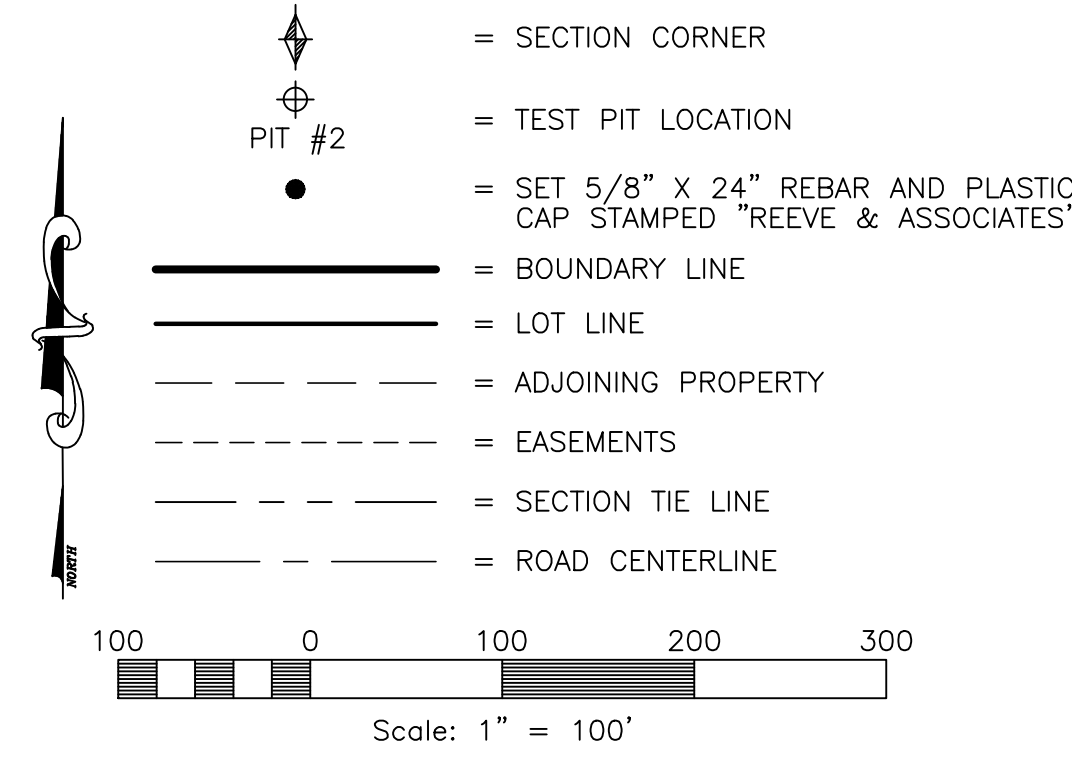 = SECTION CORNER
PIT #2
= TEST PIT LOCATION
= SET 5/8" X 24" REBAR AND PLASTIC
CAP STAMPED "REEVE & ASSOCIATES"
= BOUNDARY LINE
= LOT LINE
= ADJOINING PROPERTY
= EASEMENTS
= SECTION TIE LINE
= ROAD CENTERLINE
NORTH
100 0 100 200 300
Scale: 1" = 100'